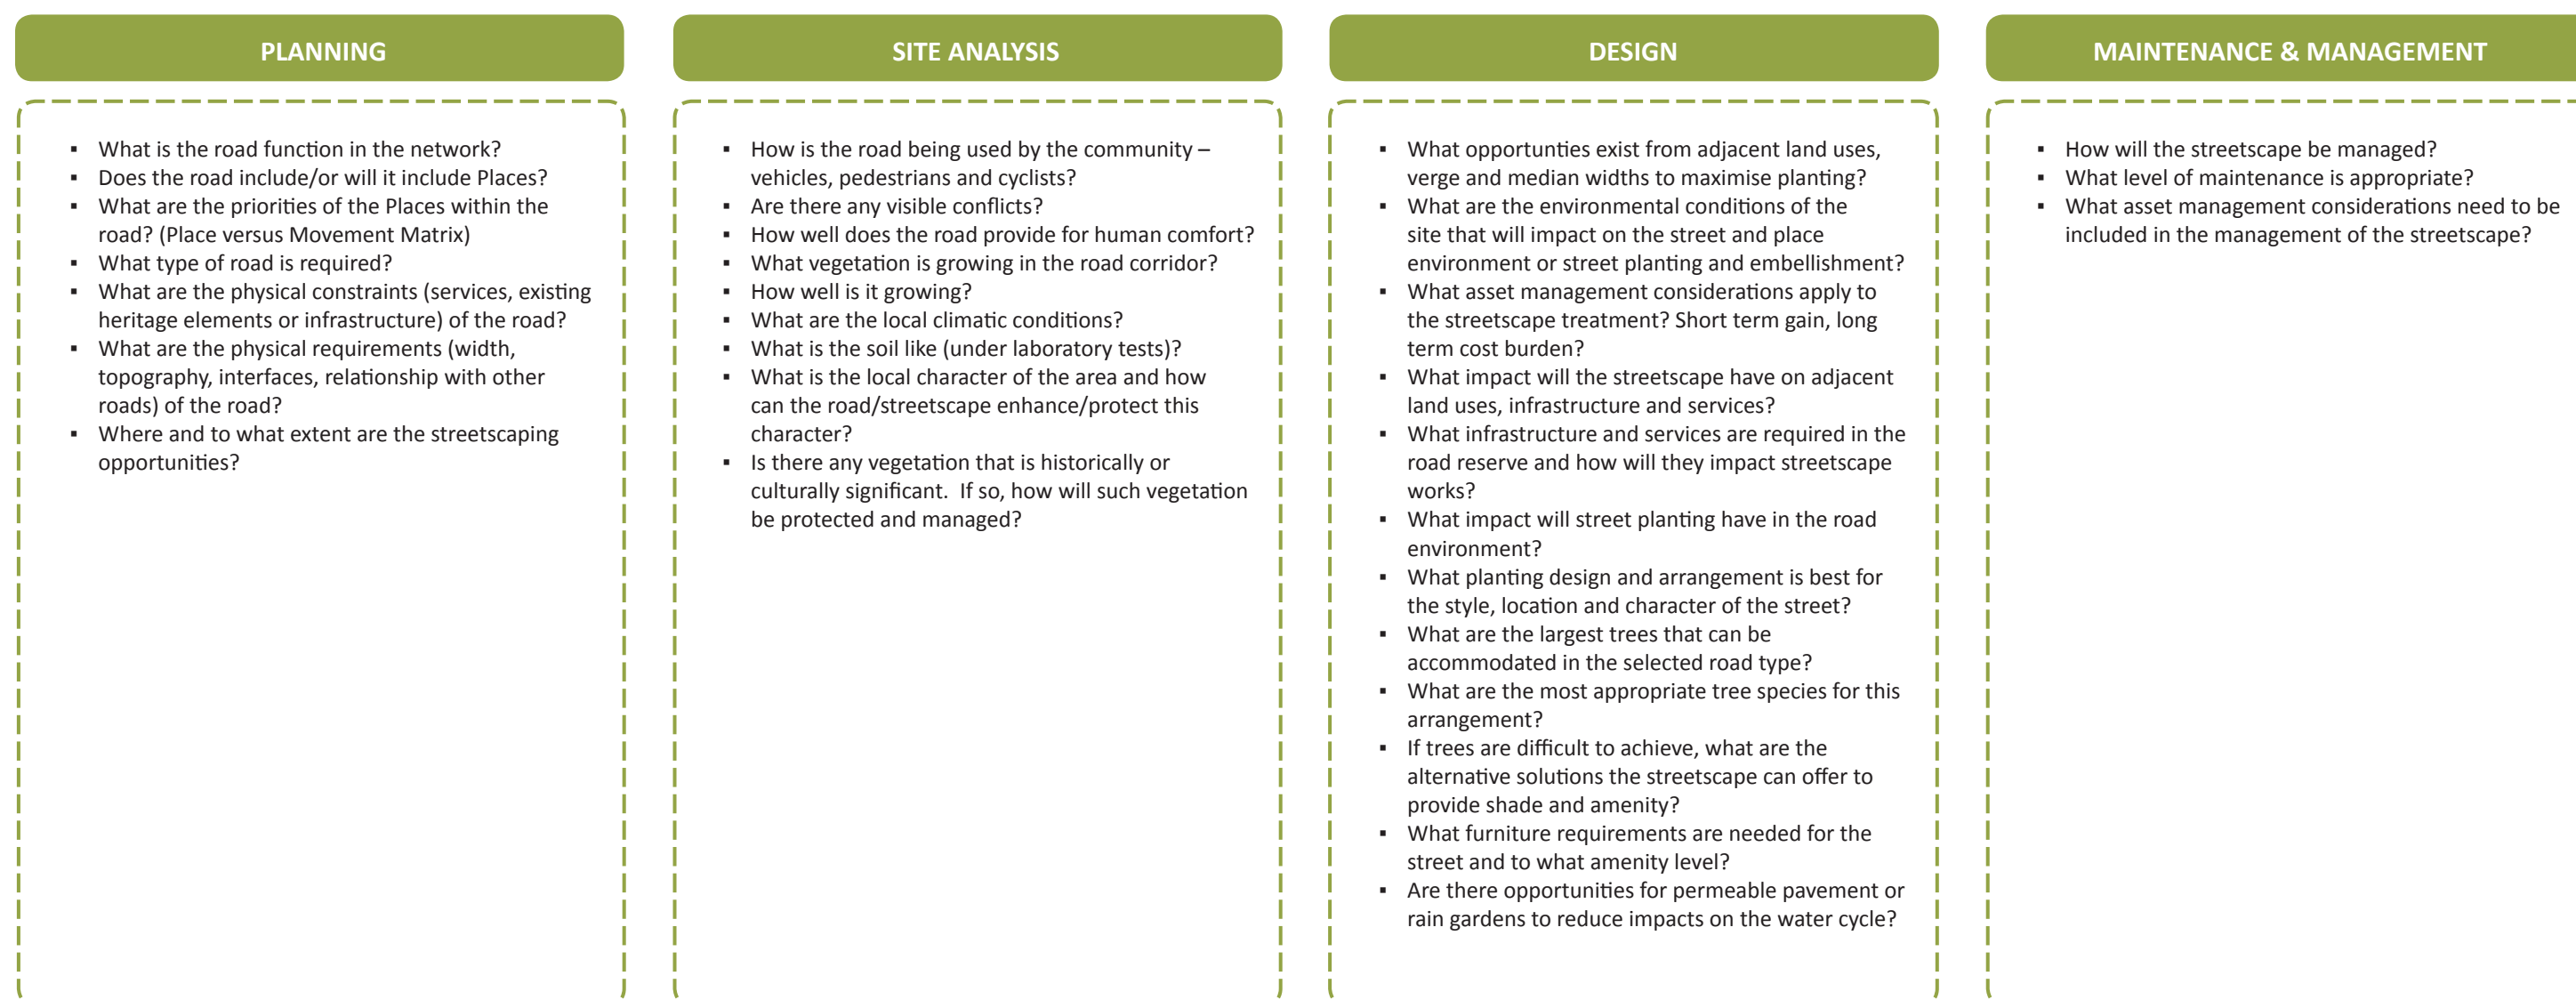 PLANNING
▪ What is the road function in the network?
▪ Does the road include/or will it include Places?
▪ What are the priorities of the Places within the
road? (Place versus Movement Matrix)
▪ What type of road is required?
▪ What are the physical constraints (services, existing
heritage elements or infrastructure) of the road?
▪ What are the physical requirements (width,
topography, interfaces, relationship with other
roads) of the road?
▪ Where and to what extent are the streetscaping
opportunities?
SITE ANALYSIS
▪ How is the road being used by the community –
vehicles, pedestrians and cyclists?
▪ Are there any visible conflicts?
▪ How well does the road provide for human comfort?
▪ What vegetation is growing in the road corridor?
▪ How well is it growing?
▪ What are the local climatic conditions?
▪ What is the soil like (under laboratory tests)?
▪ What is the local character of the area and how
can the road/streetscape enhance/protect this
character?
▪ Is there any vegetation that is historically or
culturally significant.  If so, how will such vegetation
be protected and managed?
DESIGN
▪ What opportunties exist from adjacent land uses,
verge and median widths to maximise planting?
▪ What are the environmental conditions of the
site that will impact on the street and place
environment or street planting and embellishment?
▪ What asset management considerations apply to
the streetscape treatment? Short term gain, long
term cost burden?
▪ What impact will the streetscape have on adjacent
land uses, infrastructure and services?
▪ What infrastructure and services are required in the
road reserve and how will they impact streetscape
works?
▪ What impact will street planting have in the road
environment?
▪ What planting design and arrangement is best for
the style, location and character of the street?
▪ What are the largest trees that can be
accommodated in the selected road type?
▪ What are the most appropriate tree species for this
arrangement?
▪ If trees are difficult to achieve, what are the
alternative solutions the streetscape can offer to
provide shade and amenity?
▪ What furniture requirements are needed for the
street and to what amenity level?
▪ Are there opportunities for permeable pavement or
rain gardens to reduce impacts on the water cycle?
MAINTENANCE & MANAGEMENT
▪ How will the streetscape be managed?
▪ What level of maintenance is appropriate?
▪ What asset management considerations need to be
included in the management of the streetscape?